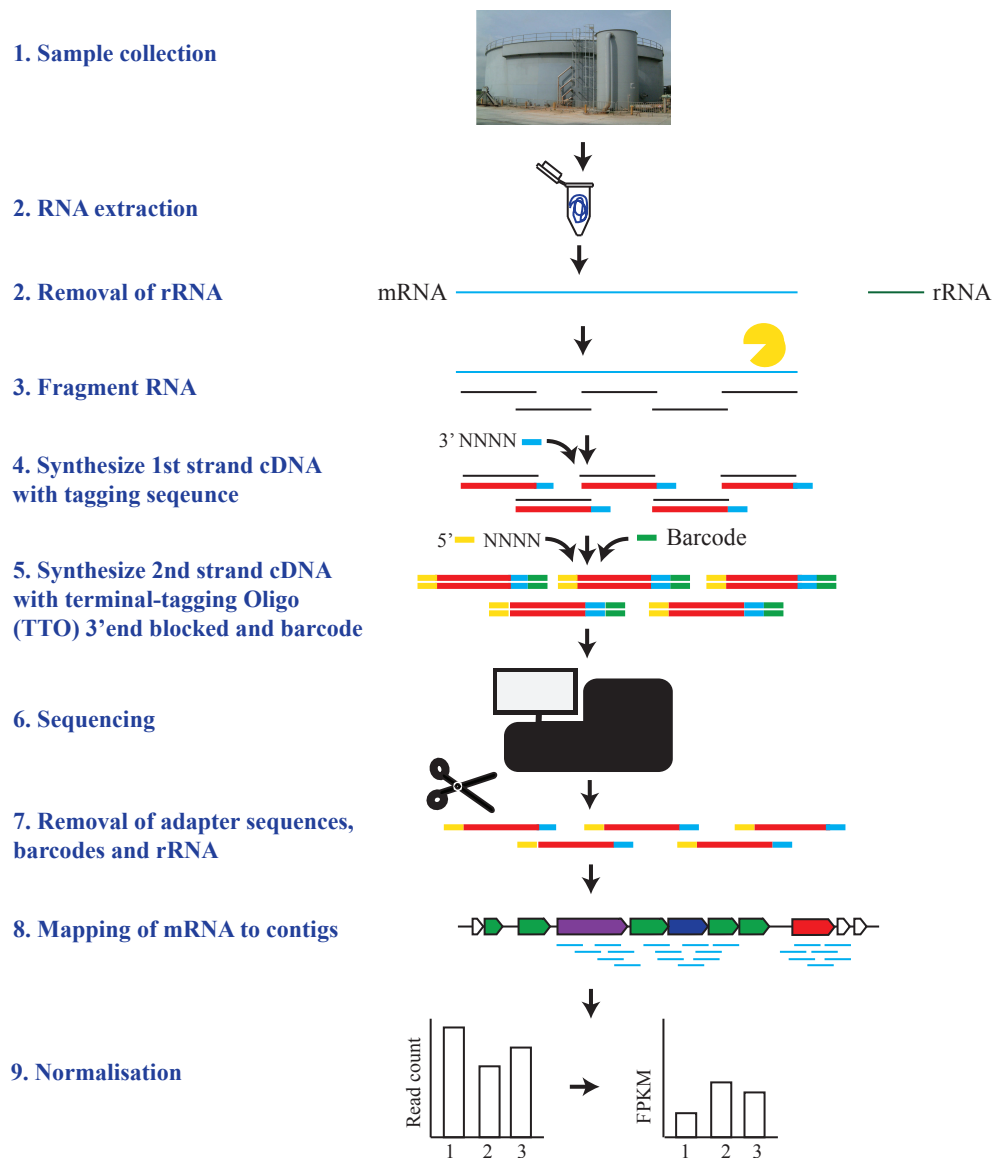 1. Sample collection
2. RNA extraction
2. Removal of rRNA
mRNA
rRNA
3. Fragment RNA
3' NNNN
4. Synthesize 1st strand cDNA
with tagging seqeunce
5' NNNN
Barcode
5. Synthesize 2nd strand cDNA
with terminal-tagging Oligo
(TTO) 3'end blocked and barcode
6. Sequencing
7. Removal of adapter sequences,
barcodes and rRNA
8. Mapping of mRNA to contigs
9. Normalisation
Read count
1 2 3
FPKM
1 2 3